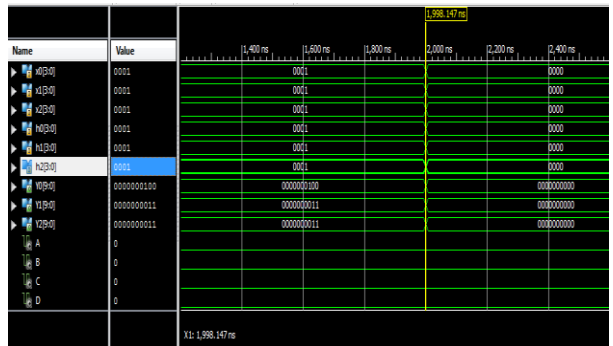 1,998.147 ns
Name Value 1,400 ns 1,600 ns 1,800 ns 2,000 ns 2,200 ns 2,400 ns
x0[3:0] 0001 0001 0000
x1[3:0] 0001 0001 0000
x2[3:0] 0001 0001 0000
h0[3:0] 0001 0001 0000
h1[3:0] 0001 0001 0000
h2[3:0] 0001 0001 0000
Y0[9:0] 0000000100 0000000100 0000000000
Y1[9:0] 0000000011 0000000011 0000000000
Y2[9:0] 0000000011 0000000011 0000000000
A 0
B 0
C 0
D 0
X1: 1,998.147 ns